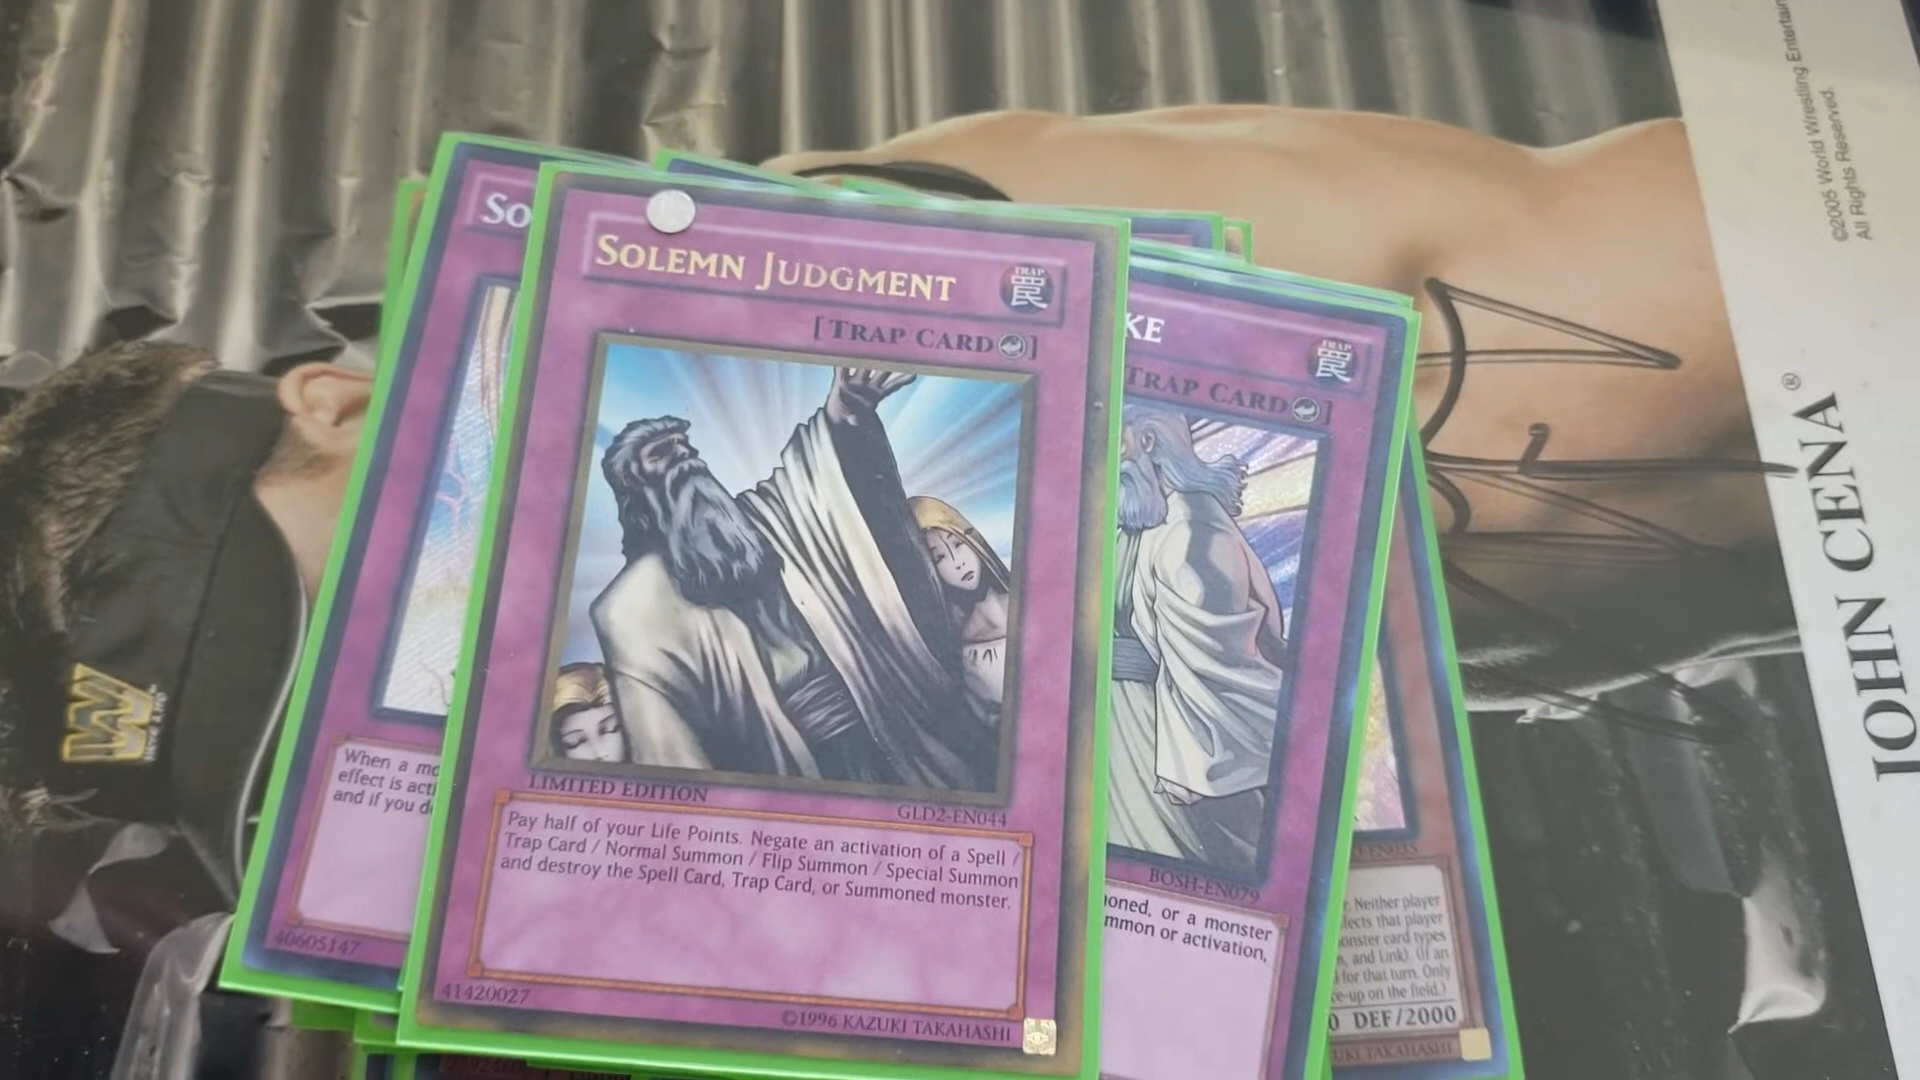 SO
SOLEMN JUDGMENT
TRAP
罠
[TRAP CARD]
LIMITED EDITION
GLD2-EN044
Pay half of your Life Points. Negate an activation of a Spell /
Trap Card / Normal Summon / Flip Summon / Special Summon
and destroy the Spell Card, Trap Card, or Summoned monster.
41420027
©1996 KAZUKI TAKAHASHI
When a mo
effect is acti
and if you d
40605147
KE
TRAP
罠
TRAP CARD]
BOSH-EN079
oned, or a monster
mmon or activation,
. Neither player
lects that player
onster card types
, and Link). (If an
for that turn. Only
ce-up on the field.)
0 DEF/2000
UKI TAKAHASHI
©2005 World Wrestling Entertain
All Rights Reserved.
JOHN CENA®